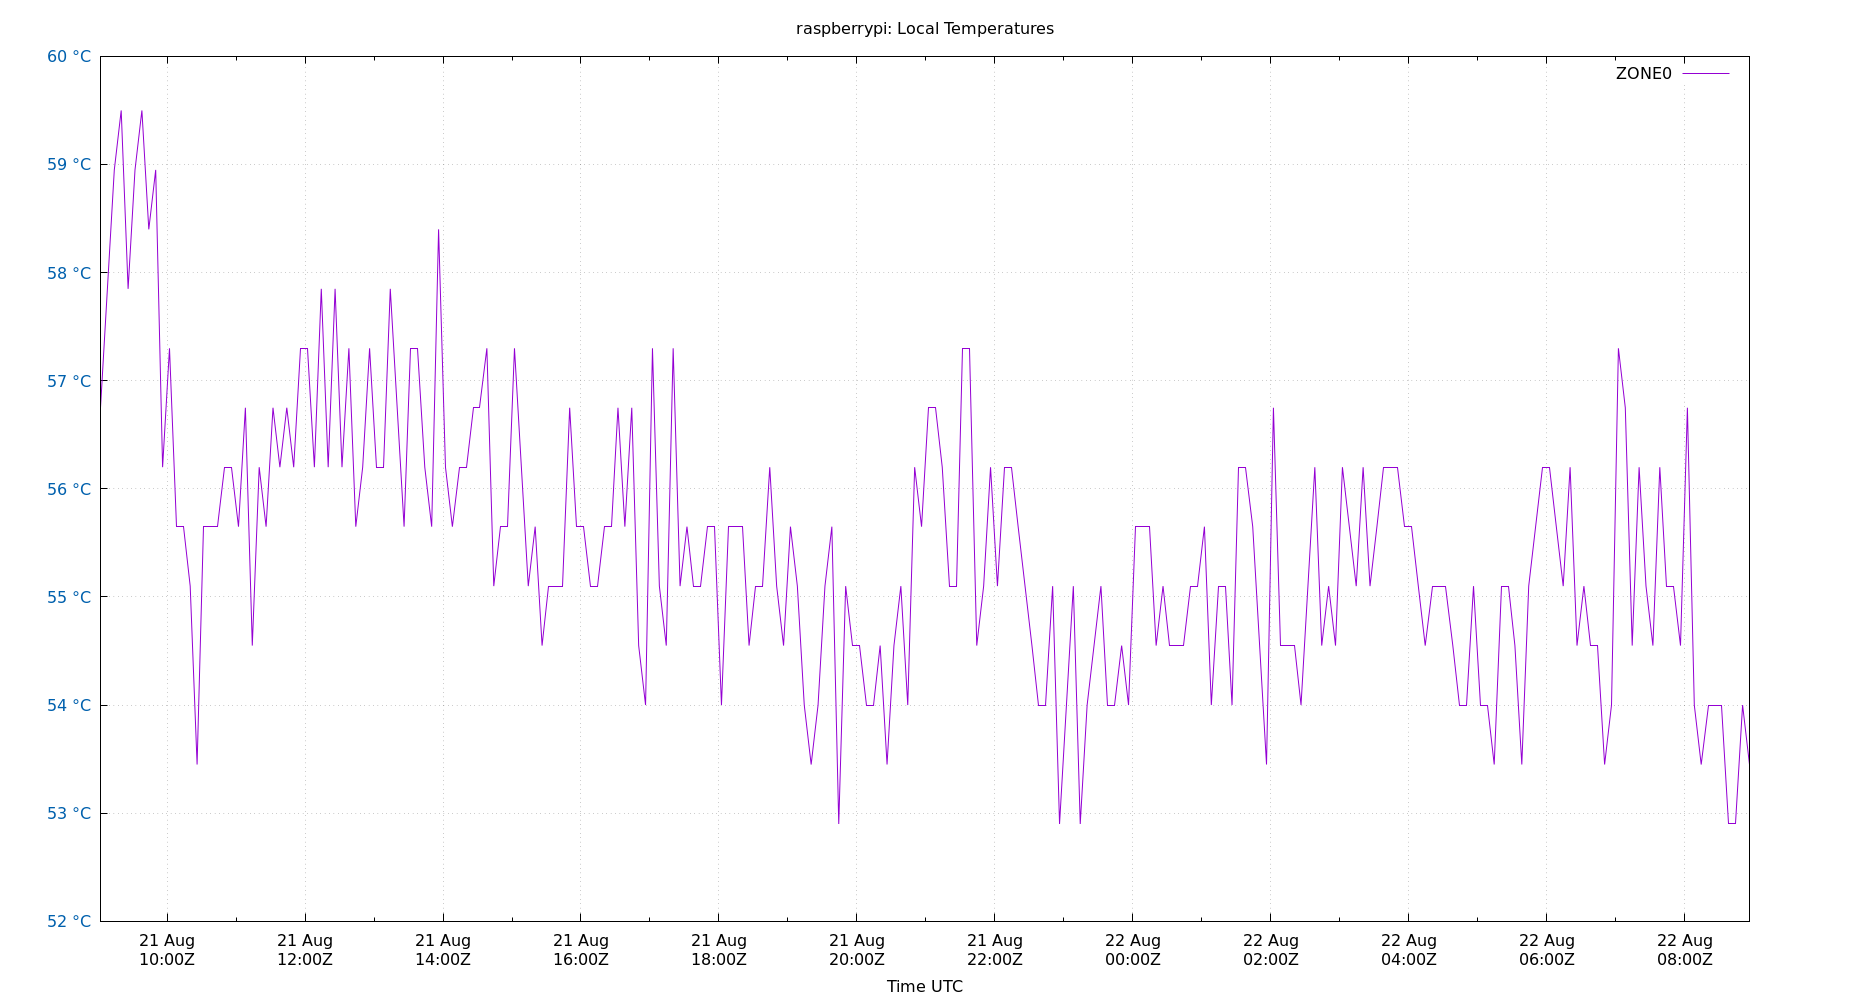 raspberrypi: Local Temperatures
60 °C
ZONE0
59 °C
58 °C
57 °C
56 °C
55 °C
54 °C
53 °C
52 °C
21 Aug 21 Aug 21 Aug 21 Aug 21 Aug 21 Aug 21 Aug 22 Aug 22 Aug 22 Aug 22 Aug 22 Aug
10:00Z 12:00Z 14:00Z 16:00Z 18:00Z 20:00Z 22:00Z 00:00Z 02:00Z 04:00Z 06:00Z 08:00Z
Time UTC